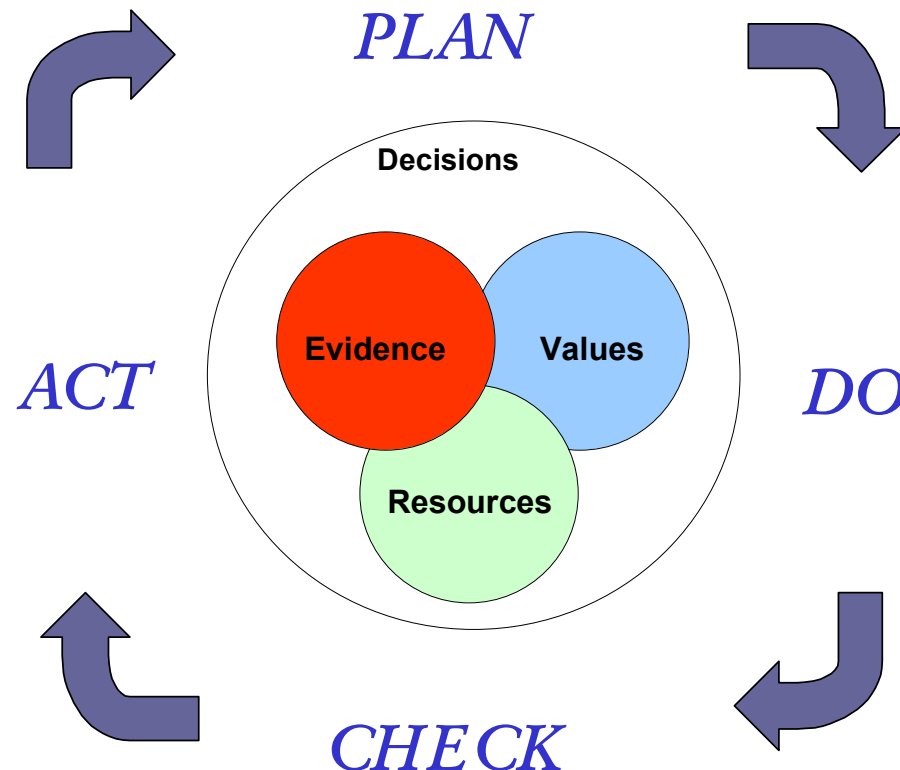 PLAN
Decisions
Evidence
Values
ACT
DO
Resources
CHECK